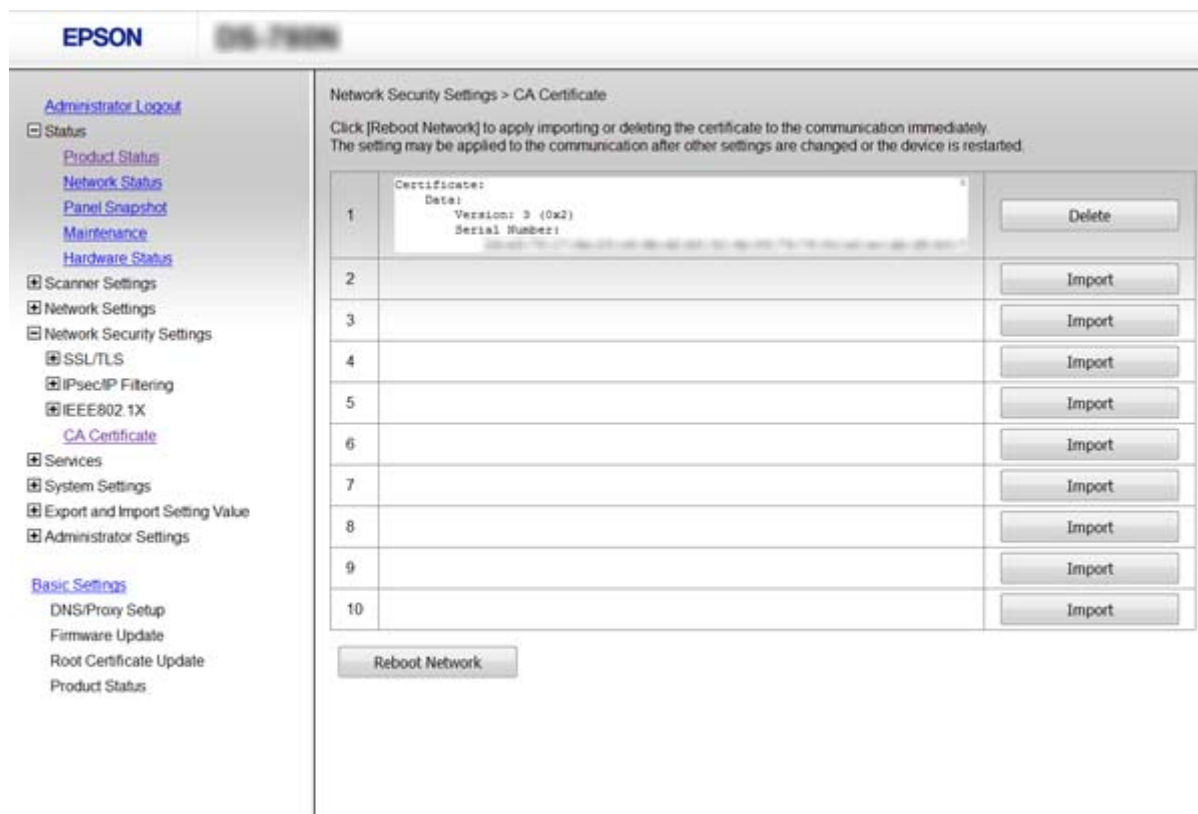 EPSON
Administrator Logout
Status
Product Status
Network Status
Panel Snapshot
Maintenance
Hardware Status
Scanner Settings
Network Settings
Network Security Settings
SSL/TLS
IPsec/IP Filtering
IEEE802.1X
CA Certificate
Services
System Settings
Export and Import Setting Value
Administrator Settings
Basic Settings
DNS/Proxy Setup
Firmware Update
Root Certificate Update
Product Status
Network Security Settings > CA Certificate
Click [Reboot Network] to apply importing or deleting the certificate to the communication immediately.
The setting may be applied to the communication after other settings are changed or the device is restarted.
Certificate:
Data:
Version: 3 (0x2)
1 Delete
Serial Number:
2 Import
3 Import
4 Import
5 Import
6 Import
7 Import
8 Import
9 Import
10 Import
Reboot Network